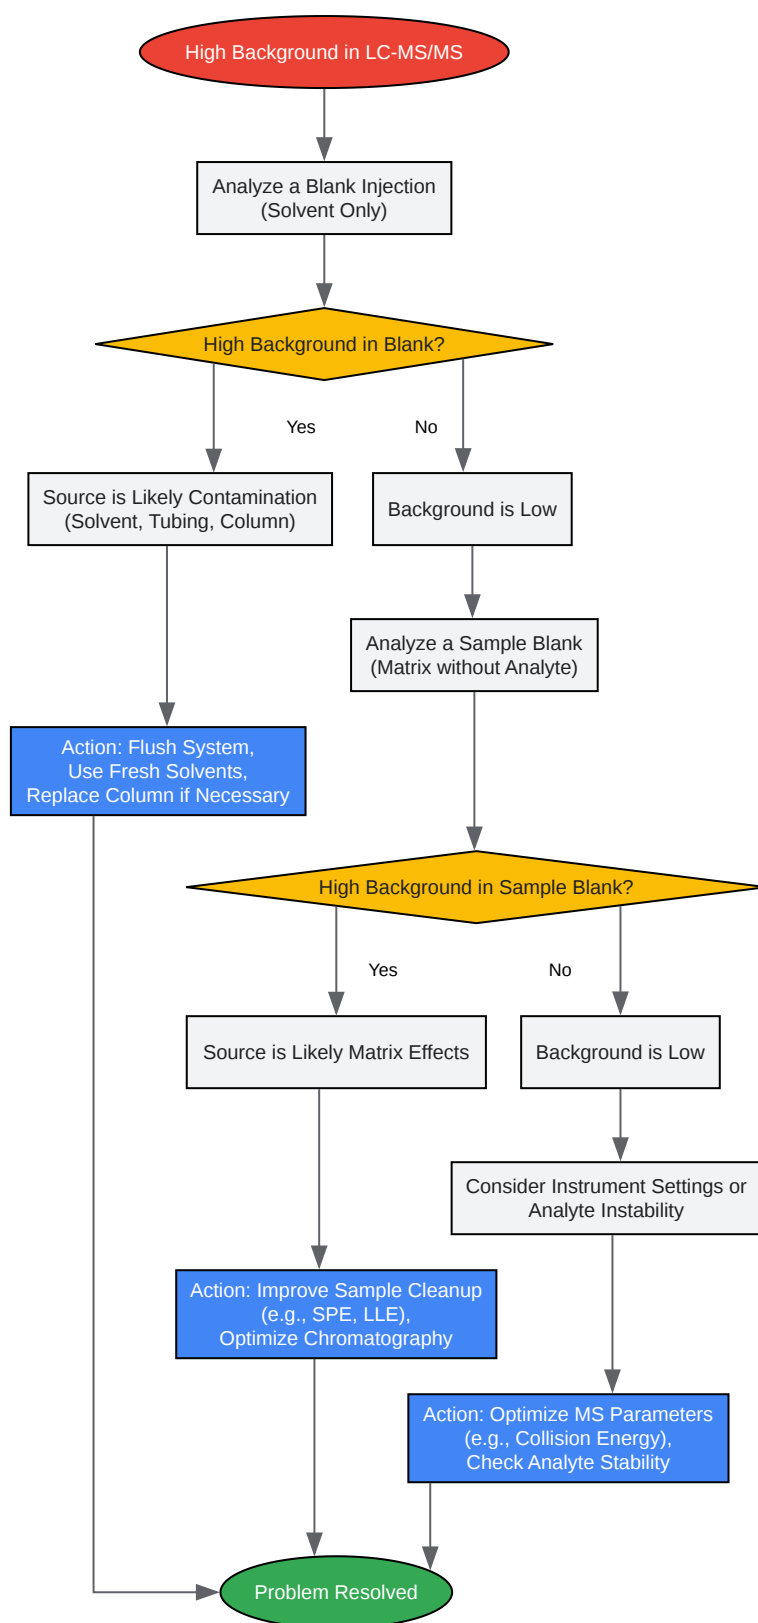 High Background in LC-MS/MS
Analyze a Blank Injection
(Solvent Only)
High Background in Blank?
Yes
No
Source is Likely Contamination
(Solvent, Tubing, Column)
Background is Low
Analyze a Sample Blank
(Matrix without Analyte)
Action: Flush System,
Use Fresh Solvents,
Replace Column if Necessary
High Background in Sample Blank?
Yes
No
Source is Likely Matrix Effects
Background is Low
Consider Instrument Settings or
Analyte Instability
Action: Improve Sample Cleanup
(e.g., SPE, LLE),
Optimize Chromatography
Action: Optimize MS Parameters
(e.g., Collision Energy),
Check Analyte Stability
Problem Resolved